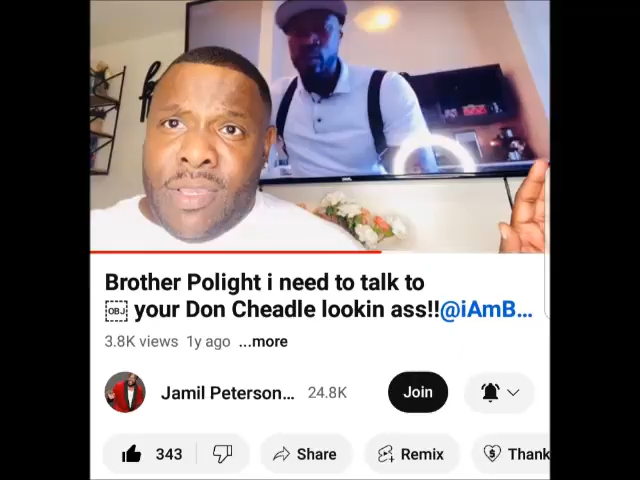 Brother Polight i need to talk to
OBJ your Don Cheadle lookin ass!!@iAmB...
3.8K views 1y ago ...more
Jamil Peterson... 24.8K Join
343 Share Remix Thank